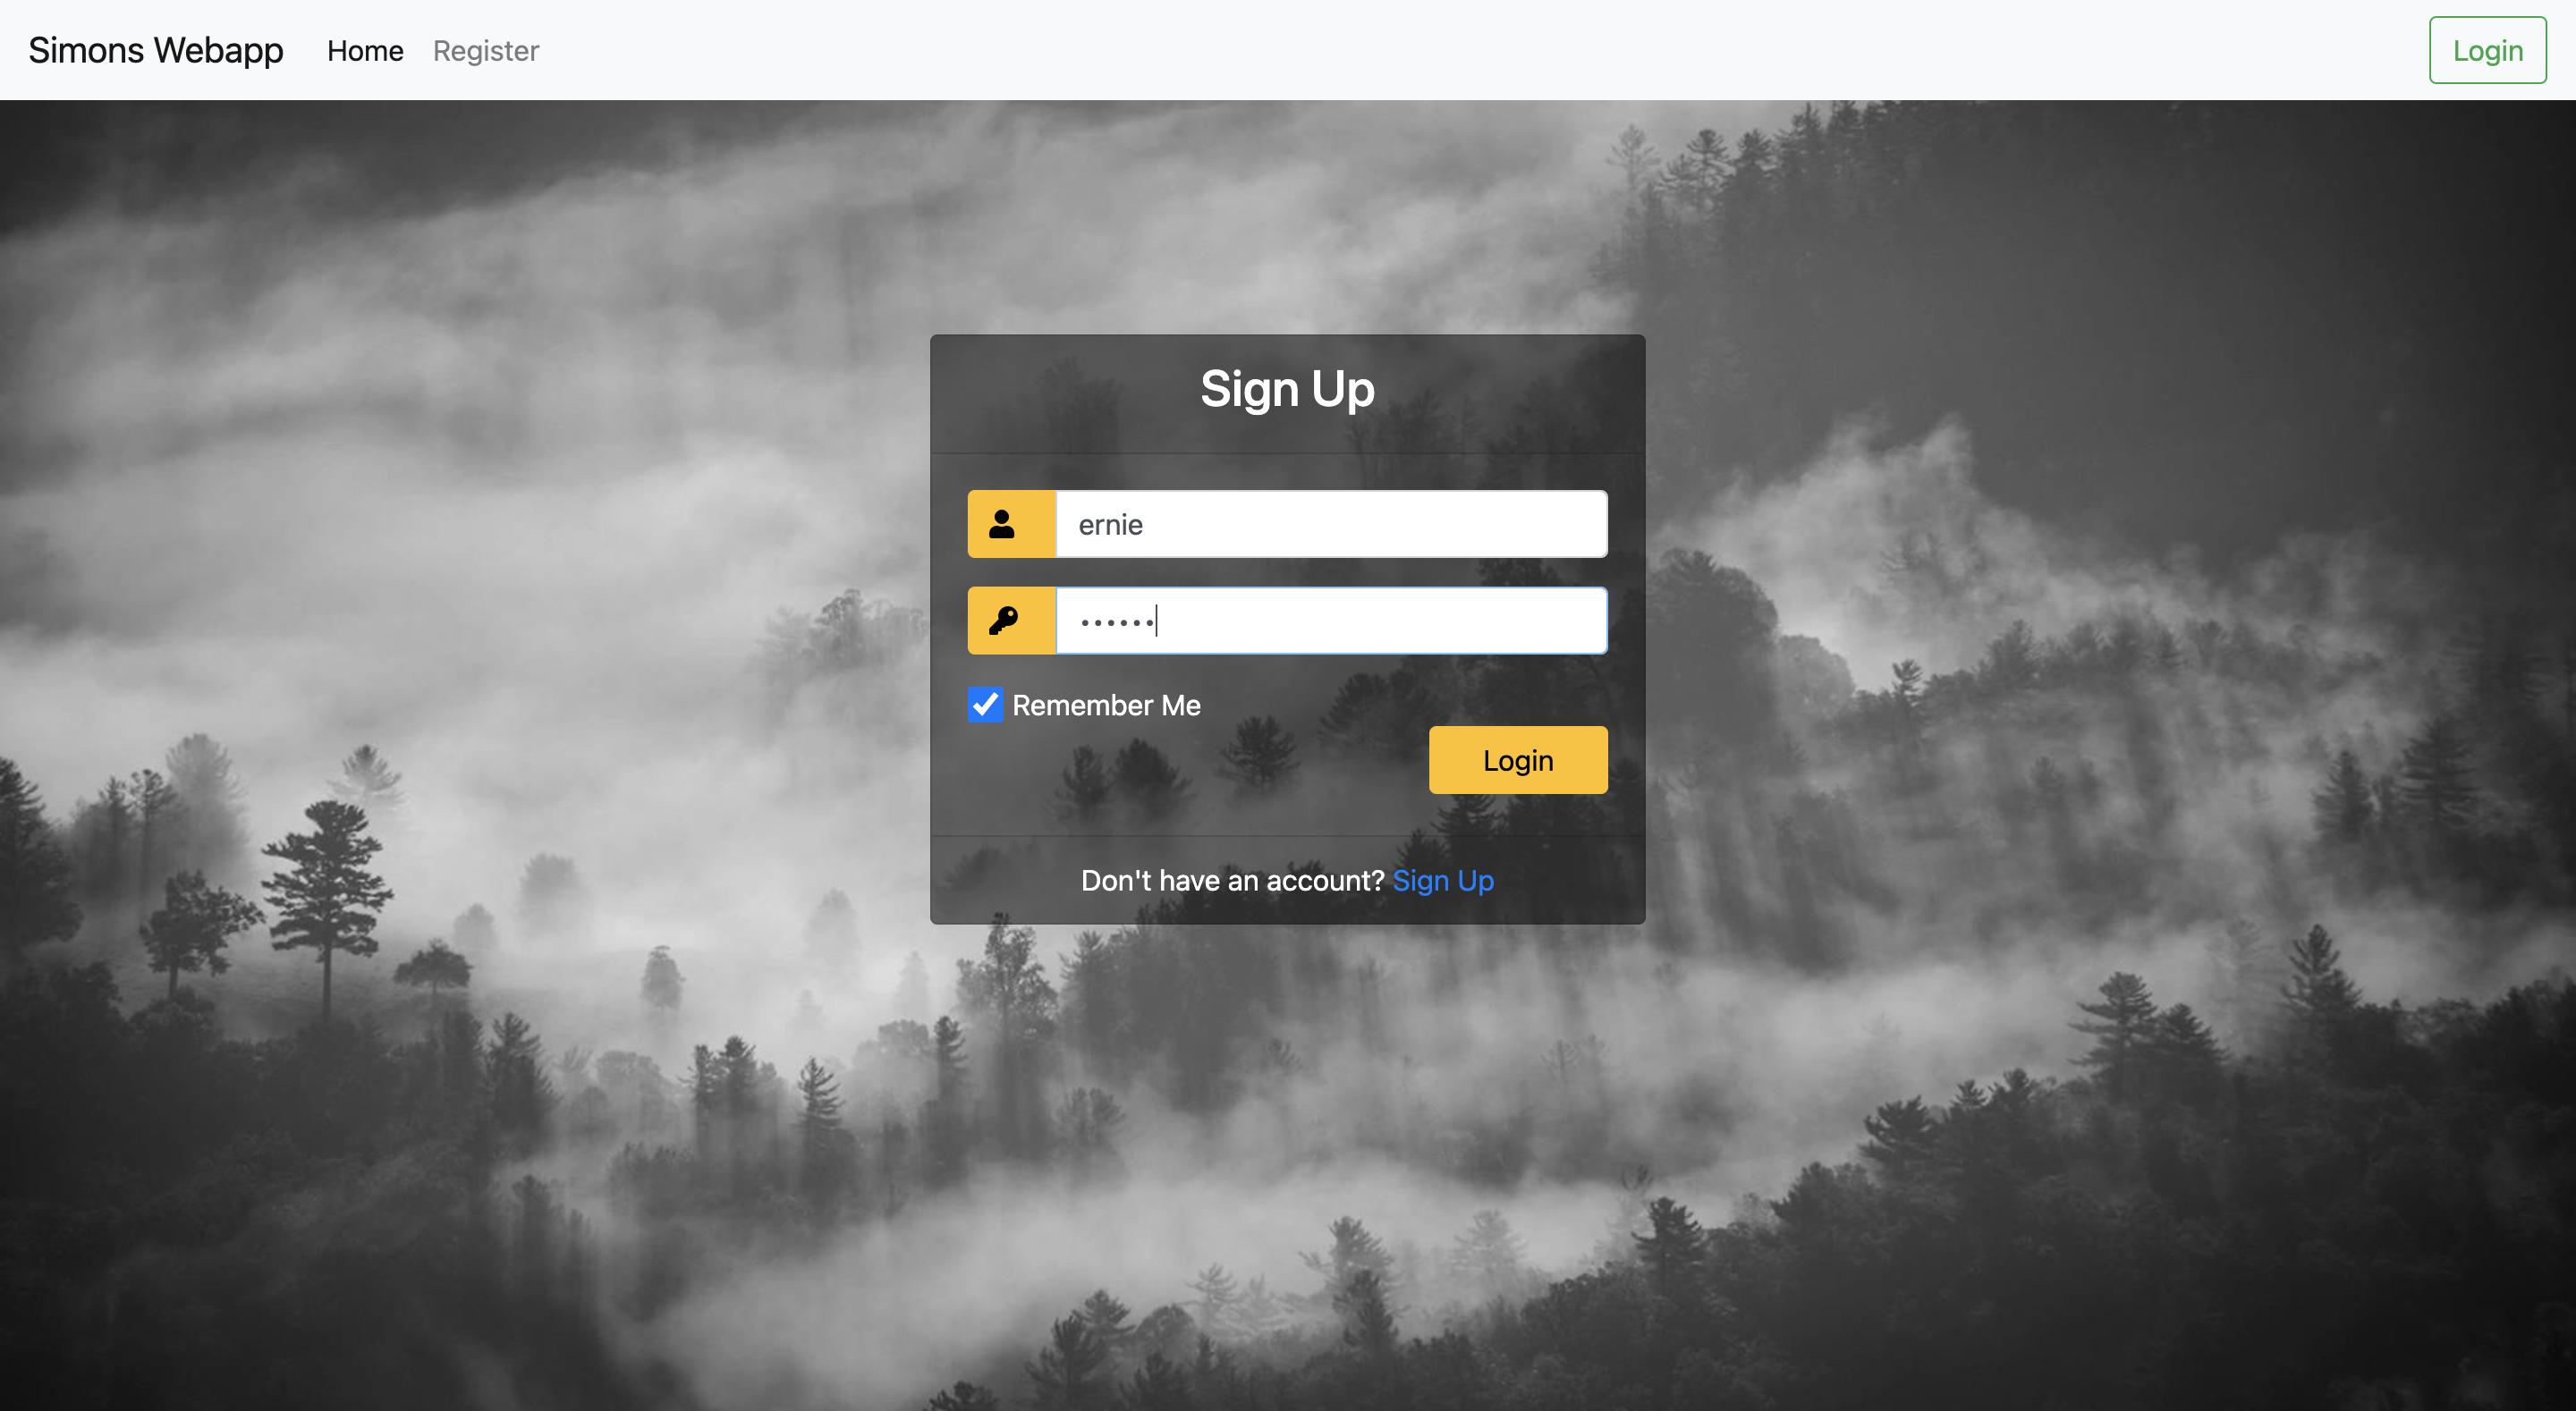 Simons Webapp Home Register Login
Sign Up
ernie
••••••
Remember Me
Login
Don't have an account? Sign Up